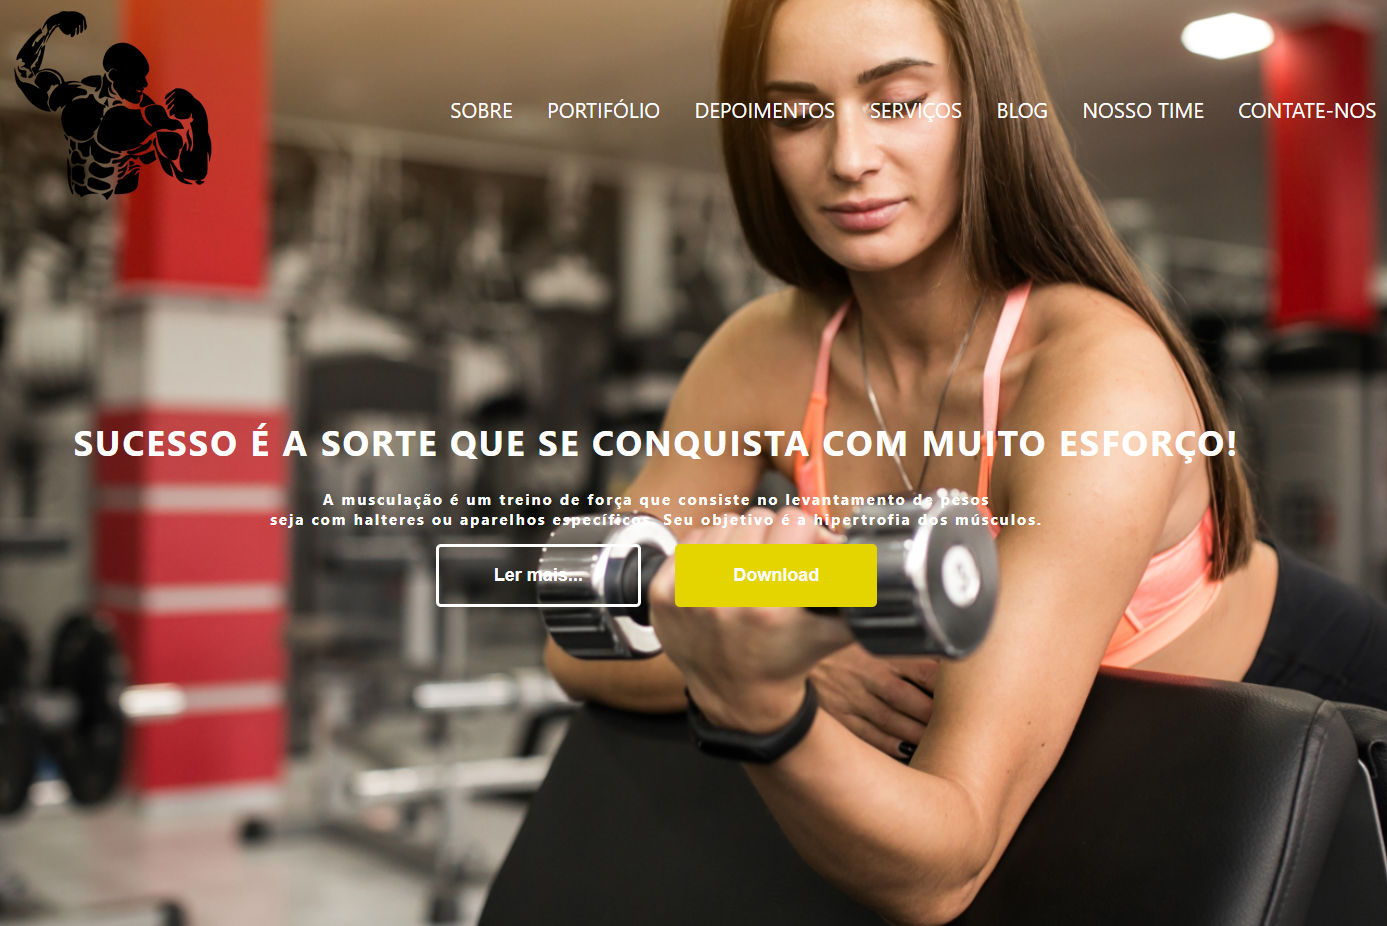 SOBRE PORTIFÓLIO DEPOIMENTOS SERVIÇOS BLOG NOSSO TIME CONTATE-NOS
SUCESSO É A SORTE QUE SE CONQUISTA COM MUITO ESFORÇO!
A musculação é um treino de força que consiste no levantamento de pesos
seja com halteres ou aparelhos específicos. Seu objetivo é a hipertrofia dos músculos.
Ler mais... Download